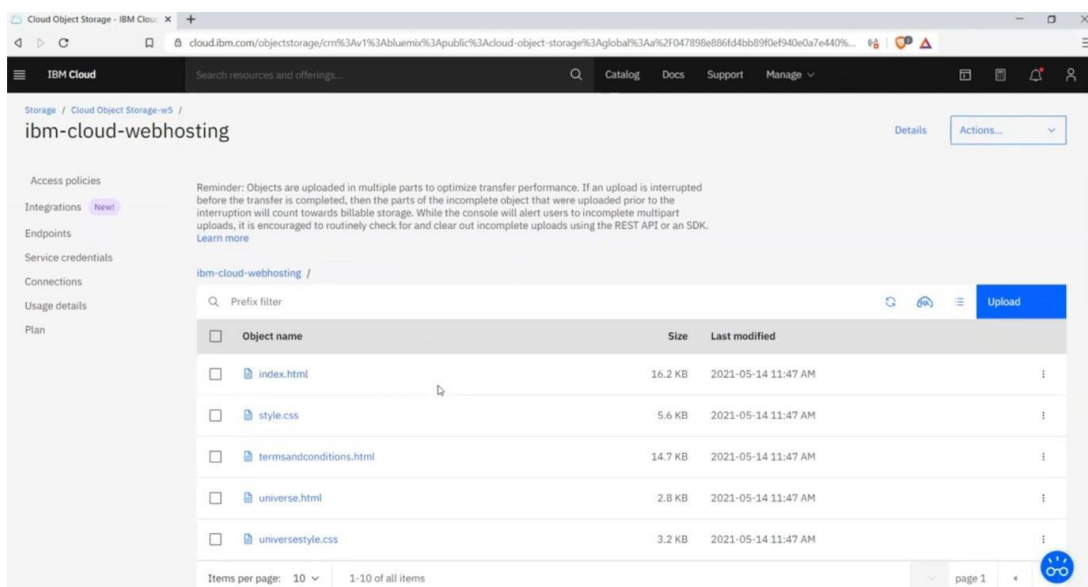 Cloud Object Storage - IBM Clou
cloud.ibm.com/objectstorage/crn%3Av1%3Abluemix%3Apublic%3Acloud-object-storage%3Aglobal%3Aa%2F047898e886fd4bb89f0ef940e0a7e440%...
IBM Cloud
Search resources and offerings...
Catalog Docs Support Manage
Storage / Cloud Object Storage-w5 /
ibm-cloud-webhosting
Details
Actions...
Access policies
Integrations New!
Endpoints
Service credentials
Connections
Usage details
Plan
Reminder: Objects are uploaded in multiple parts to optimize transfer performance. If an upload is interrupted
before the transfer is completed, then the parts of the incomplete object that were uploaded prior to the
interruption will count towards billable storage. While the console will alert users to incomplete multipart
uploads, it is encouraged to routinely check for and clear out incomplete uploads using the REST API or an SDK.
Learn more
ibm-cloud-webhosting /
Prefix filter
Upload
Object name Size Last modified
index.html 16.2 KB 2021-05-14 11:47 AM
style.css 5.6 KB 2021-05-14 11:47 AM
termsandconditions.html 14.7 KB 2021-05-14 11:47 AM
universe.html 2.8 KB 2021-05-14 11:47 AM
universestyle.css 3.2 KB 2021-05-14 11:47 AM
Items per page: 10 1-10 of all items page 1